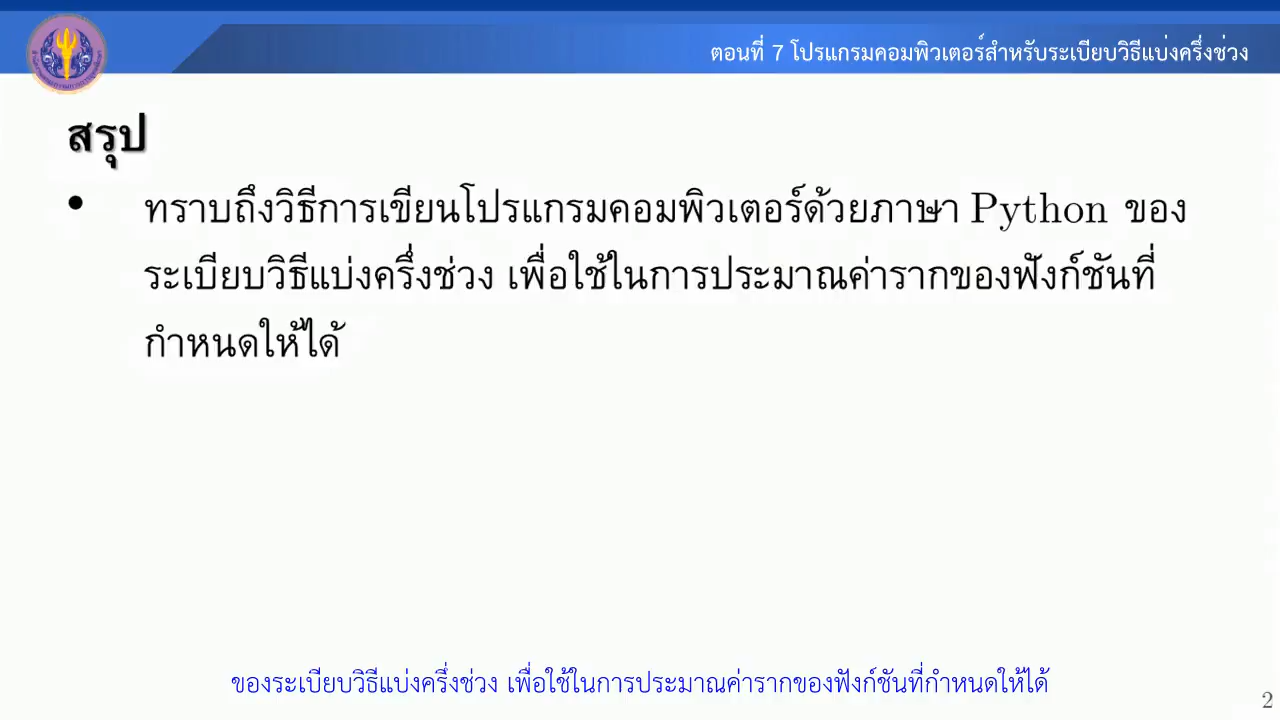 ตอนที่ 7 โปรแกรมคอมพิวเตอร์สำหรับระเบียบวิธีแบ่งครึ่งช่วง
สรุป
• ทราบถึงวิธีการเขียนโปรแกรมคอมพิวเตอร์ด้วยภาษา Python ของ
ระเบียบวิธีแบ่งครึ่งช่วง เพื่อใช้ในการประมาณค่ารากของฟังก์ชันที่
กำหนดให้ได้
ของระเบียบวิธีแบ่งครึ่งช่วง เพื่อใช้ในการประมาณค่ารากของฟังก์ชันที่กำหนดให้ได้
2